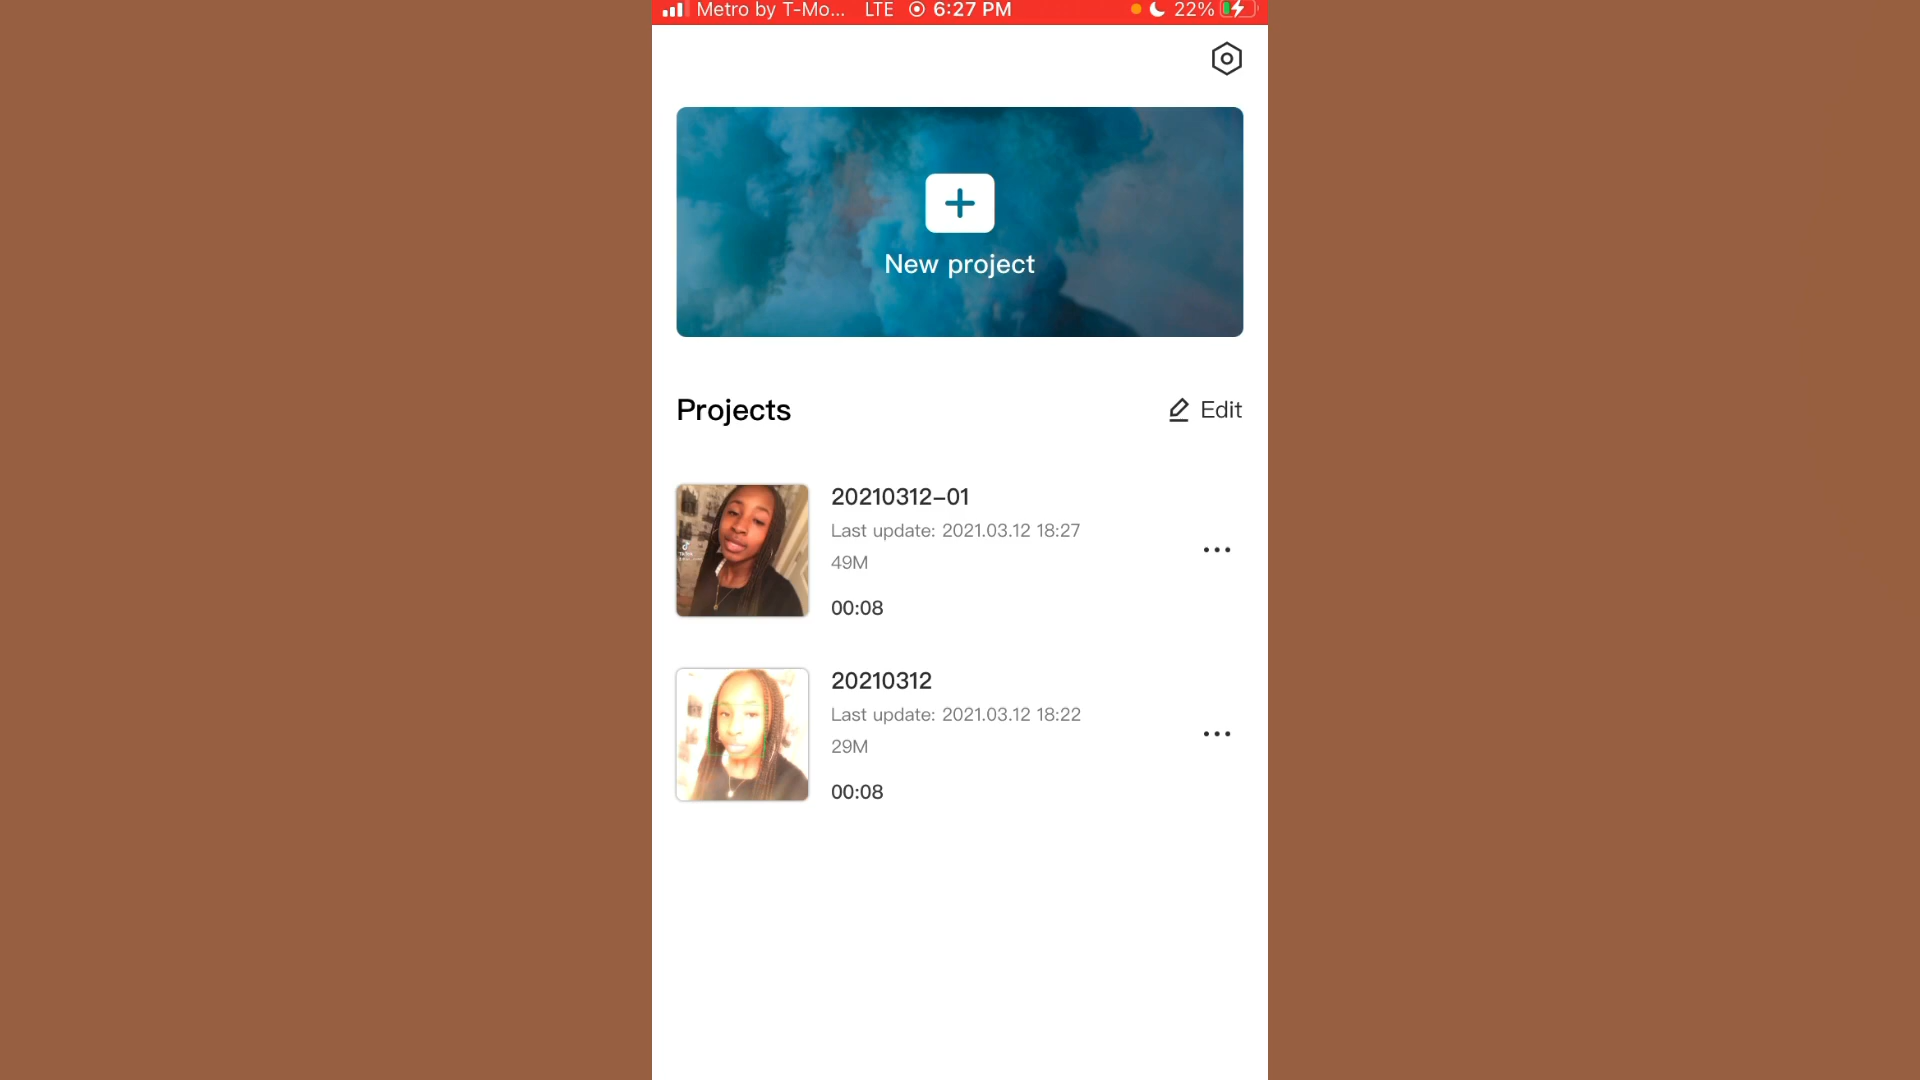 Metro by T-Mo... LTE 6:27 PM 22%
New project
Projects
Edit
20210312-01
Last update: 2021.03.12 18:27
49M
00:08
20210312
Last update: 2021.03.12 18:22
29M
00:08